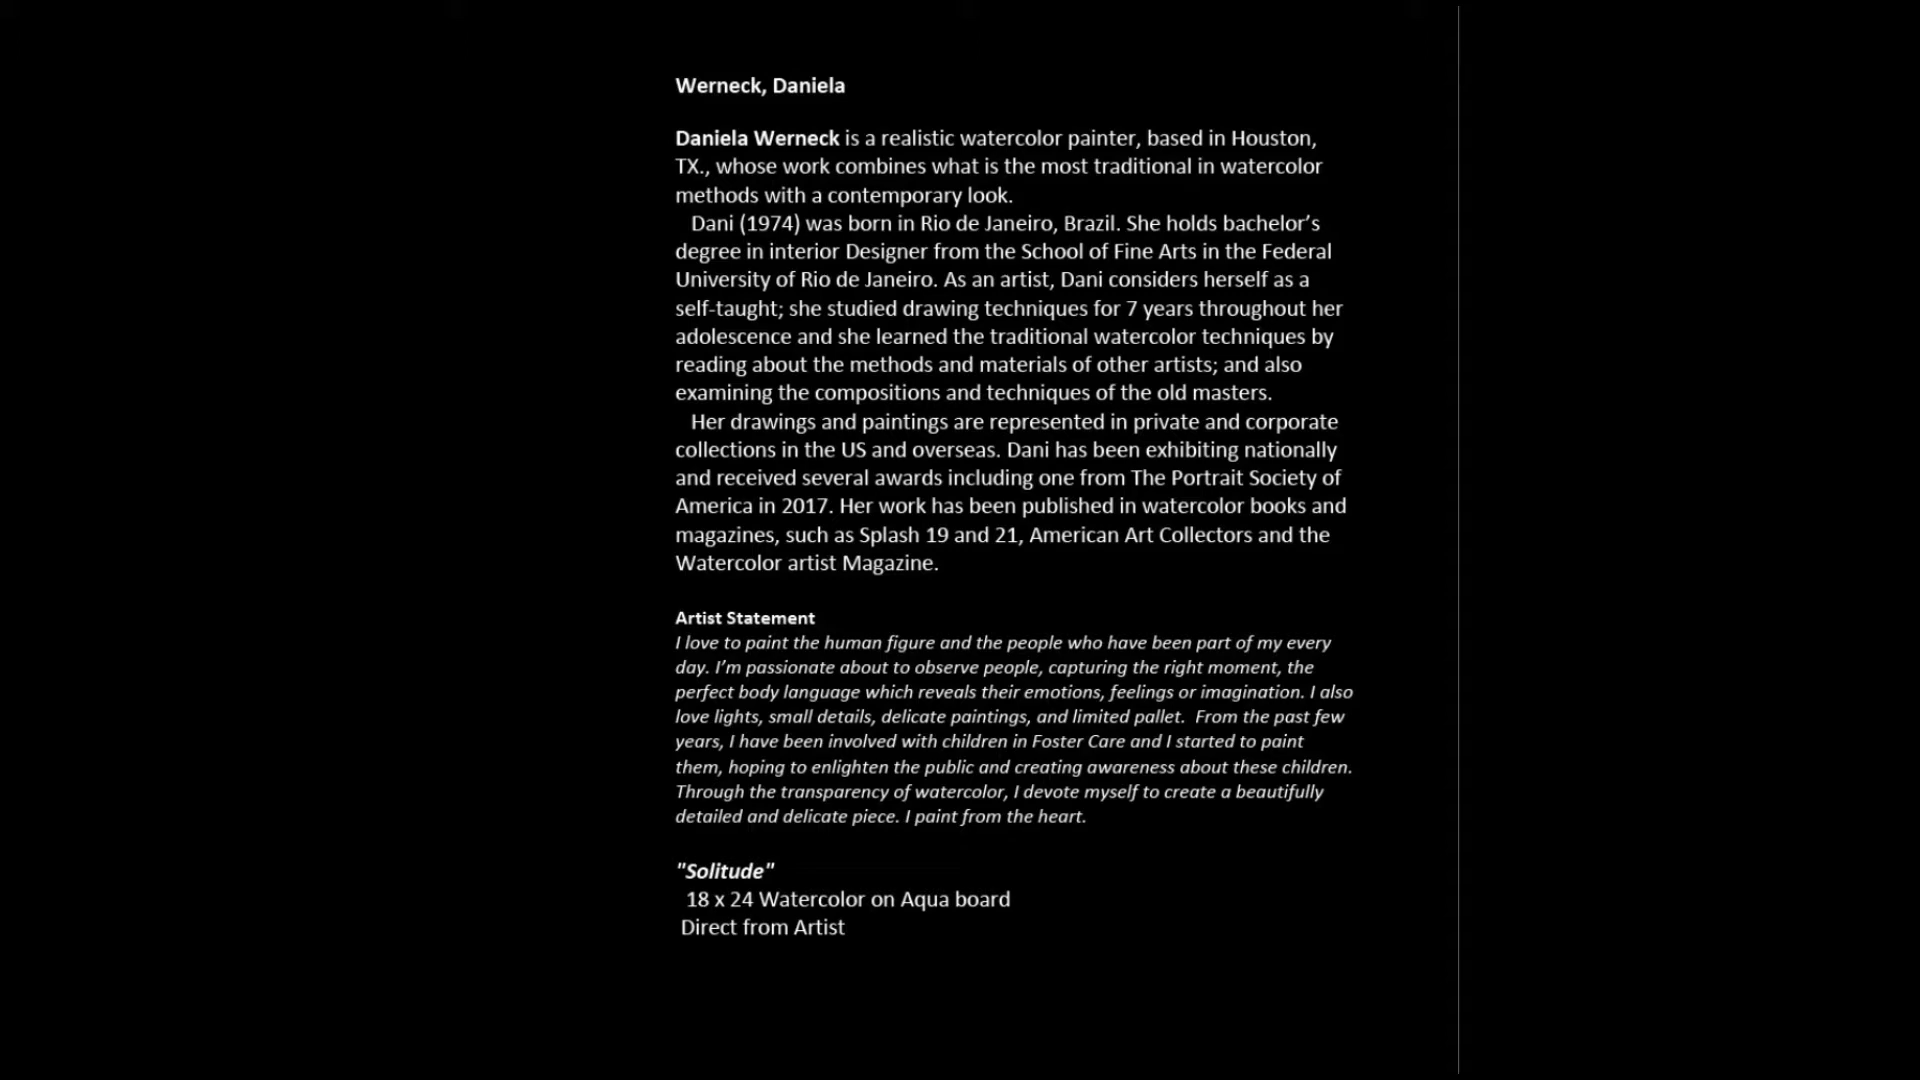 Werneck, Daniela
Daniela Werneck is a realistic watercolor painter, based in Houston,
TX., whose work combines what is the most traditional in watercolor
methods with a contemporary look.
Dani (1974) was born in Rio de Janeiro, Brazil. She holds bachelor’s
degree in interior Designer from the School of Fine Arts in the Federal
University of Rio de Janeiro. As an artist, Dani considers herself as a
self-taught; she studied drawing techniques for 7 years throughout her
adolescence and she learned the traditional watercolor techniques by
reading about the methods and materials of other artists; and also
examining the compositions and techniques of the old masters.
Her drawings and paintings are represented in private and corporate
collections in the US and overseas. Dani has been exhibiting nationally
and received several awards including one from The Portrait Society of
America in 2017. Her work has been published in watercolor books and
magazines, such as Splash 19 and 21, American Art Collectors and the
Watercolor artist Magazine.
Artist Statement
I love to paint the human figure and the people who have been part of my every
day. I’m passionate about to observe people, capturing the right moment, the
perfect body language which reveals their emotions, feelings or imagination. I also
love lights, small details, delicate paintings, and limited pallet.  From the past few
years, I have been involved with children in Foster Care and I started to paint
them, hoping to enlighten the public and creating awareness about these children.
Through the transparency of watercolor, I devote myself to create a beautifully
detailed and delicate piece. I paint from the heart.
"Solitude"
18 x 24 Watercolor on Aqua board
Direct from Artist